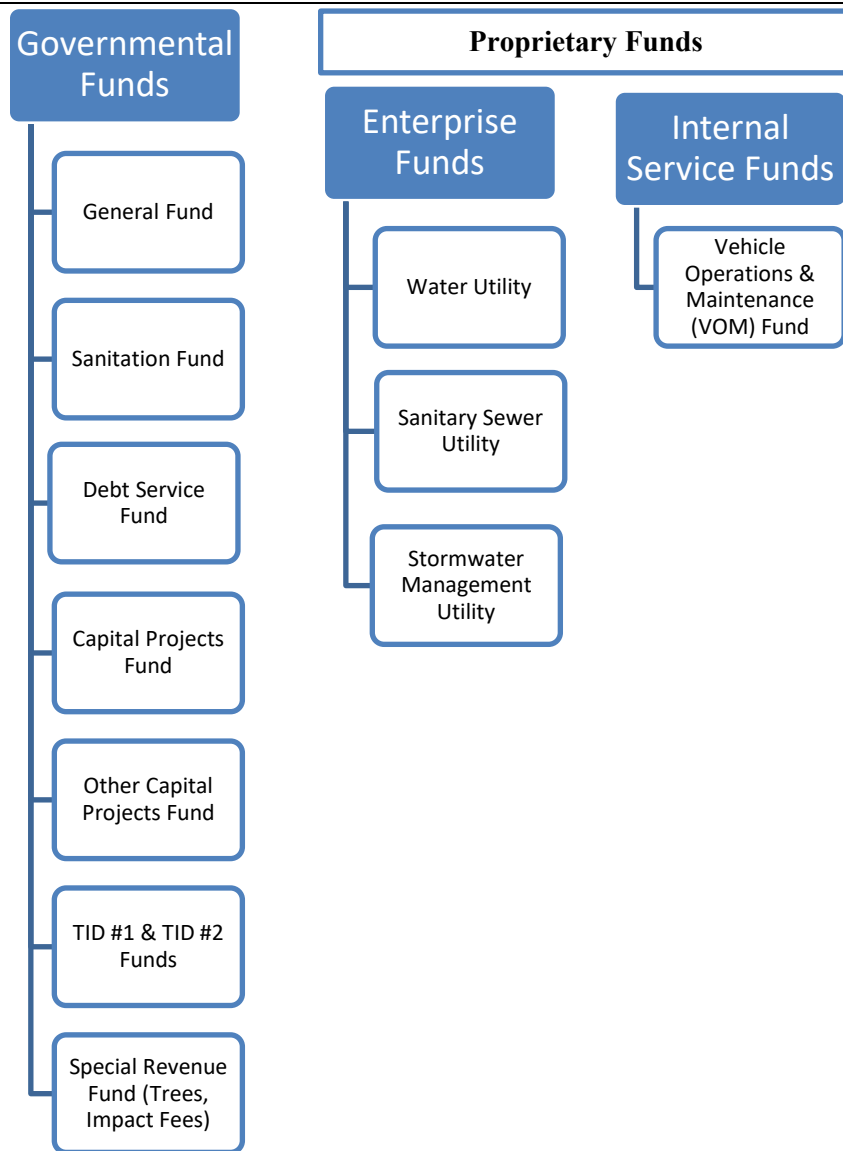 Governmental
Funds
General Fund
Sanitation Fund
Debt Service
Fund
Capital Projects
Fund
Other Capital
Projects Fund
TID #1 & TID #2
Funds
Special Revenue
Fund (Trees,
Impact Fees)
Proprietary Funds
Enterprise
Funds
Water Utility
Sanitary Sewer
Utility
Stormwater
Management
Utility
Internal
Service Funds
Vehicle
Operations &
Maintenance
(VOM) Fund